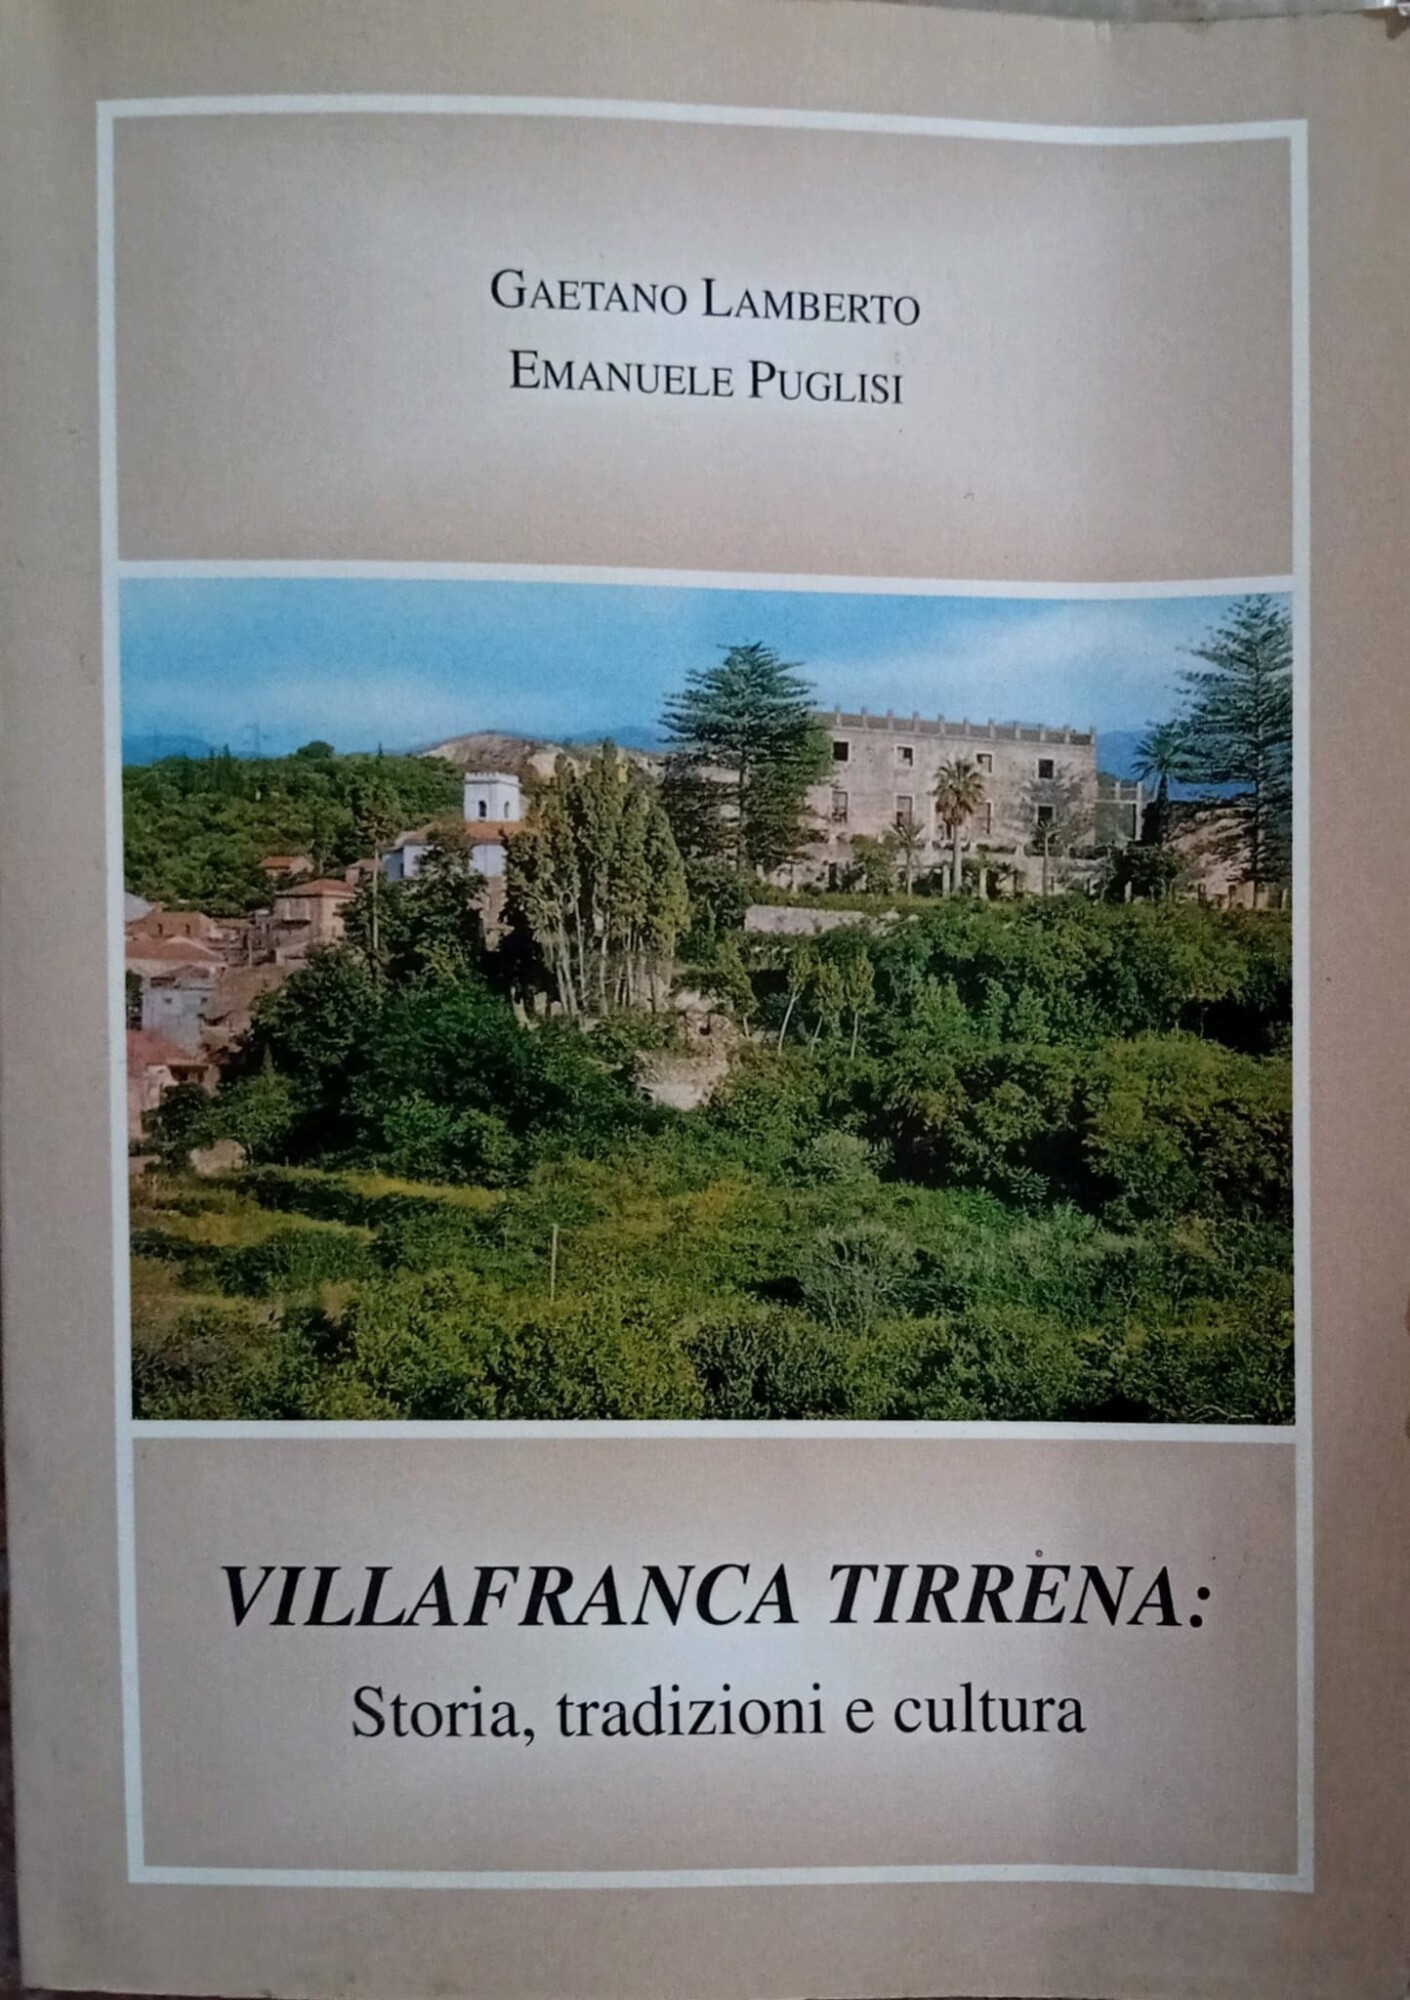 GAETANO LAMBERTO
EMANUELE PUGLISI
VILLAFRANCA TIRRENA:
Storia, tradizioni e cultura